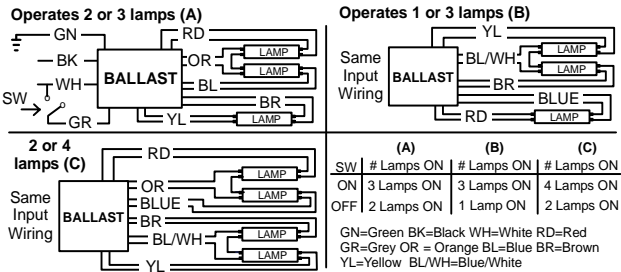 Operates 2 or 3 lamps (A)
GN
BK
WH
SW
GR
BALLAST
RD
OR
BL
BR
YL
LAMP
LAMP
LAMP
Operates 1 or 3 lamps (B)
Same
Input
Wiring
BALLAST
YL
BL/WH
BR
BLUE
RD
LAMP
LAMP
LAMP
2 or 4
lamps (C)
Same
Input
Wiring
BALLAST
RD
OR
BLUE
BR
BL/WH
YL
LAMP
LAMP
LAMP
LAMP
(A) (B) (C)
SW # Lamps ON # Lamps ON # Lamps ON
ON 3 Lamps ON 3 Lamps ON 4 Lamps ON
OFF 2 Lamps ON 1 Lamp ON 2 Lamps ON
GN=Green BK=Black WH=White RD=Red
GR=Grey OR = Orange BL=Blue BR=Brown
YL=Yellow BL/WH=Blue/White